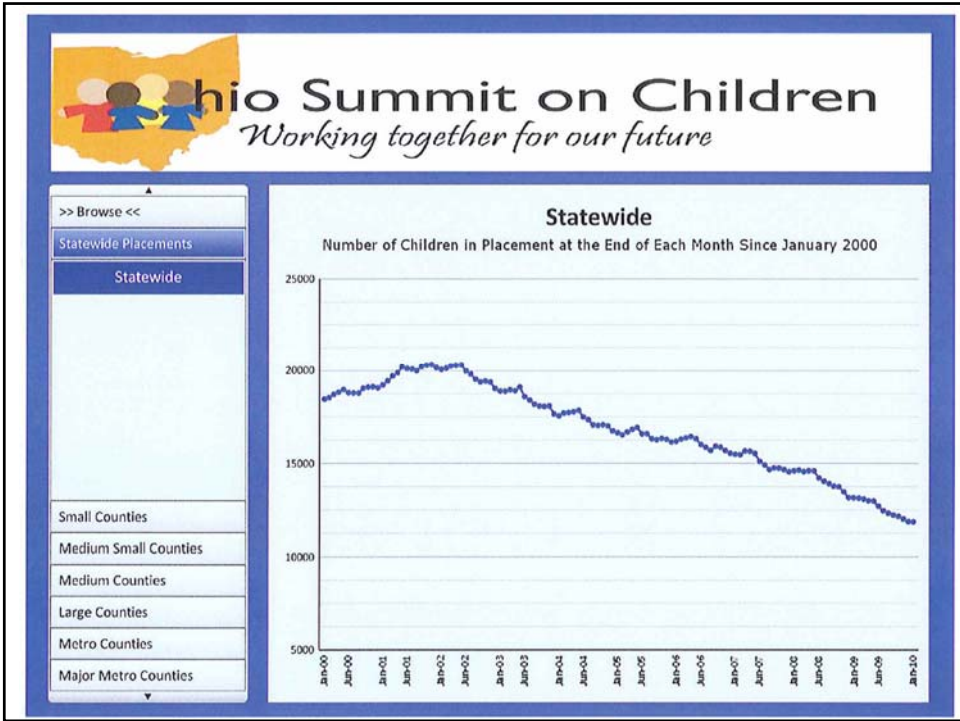 hio Summit on Children
Working together for our future
>> Browse <<
Statewide Placements
Statewide
Small Counties
Medium Small Counties
Medium Counties
Large Counties
Metro Counties
Major Metro Counties
Statewide
Number of Children in Placement at the End of Each Month Since January 2000
25000
20000
15000
10000
5000
Jan-00
Jun-00
Jan-01
Jun-01
Jan-02
Jun-02
Jan-03
Jun-03
Jan-04
Jun-04
Jan-05
Jun-05
Jan-06
Jun-06
Jan-07
Jun-07
Jan-08
Jun-08
Jan-09
Jun-09
Jan-10